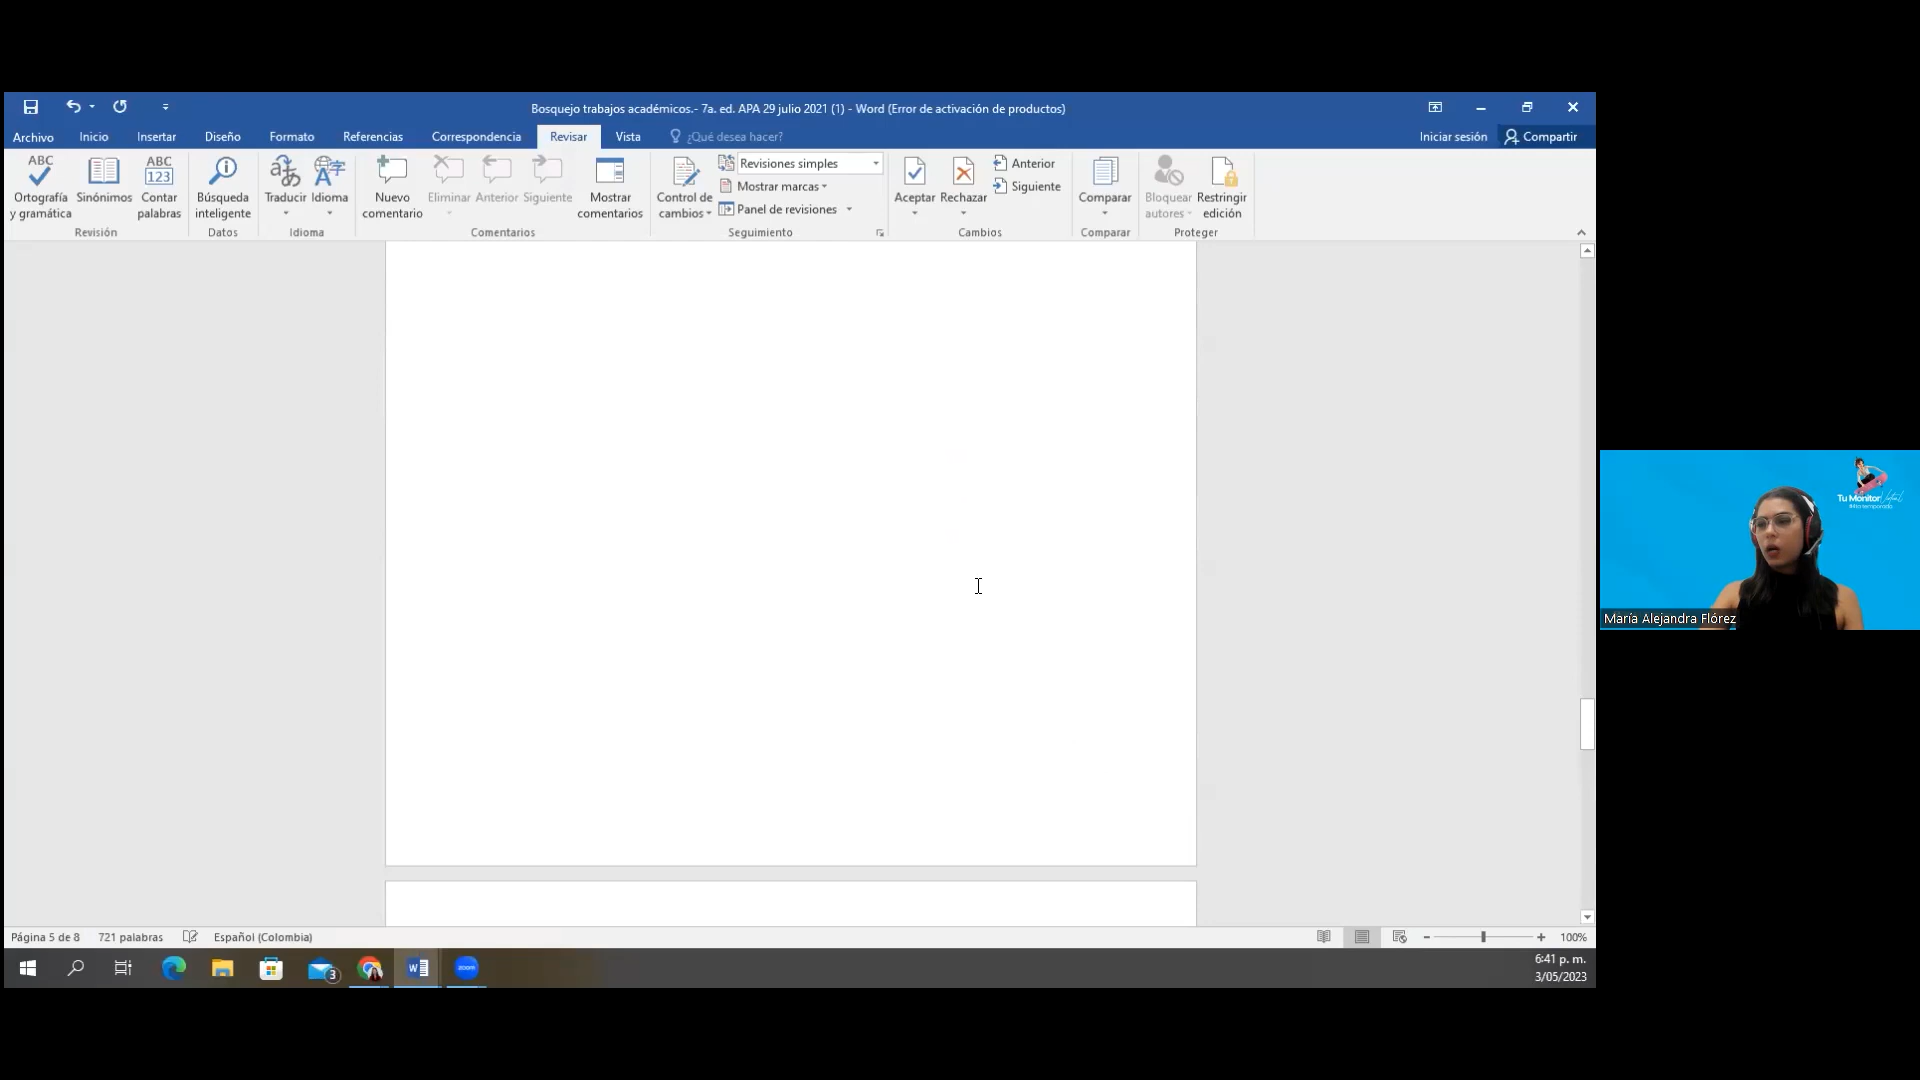 Bosquejo trabajos académicos.- 7a. ed. APA 29 julio 2021 (1) - Word (Error de activación de productos)
Archivo Inicio Insertar Diseño Formato Referencias Correspondencia Revisar Vista ¿Qué desea hacer? Iniciar sesión Compartir
ABC
Ortografía
y gramática
Sinónimos
ABC
123
Contar
palabras
Revisión
Búsqueda
inteligente
Datos
Traducir
Idioma
Idioma
Nuevo
comentario
Eliminar
Anterior
Siguiente
Mostrar
comentarios
Comentarios
Control de
cambios
Revisiones simples
Mostrar marcas
Panel de revisiones
Seguimiento
Aceptar
Rechazar
Anterior
Siguiente
Cambios
Comparar
Comparar
Bloquear
autores
Restringir
edición
Proteger
Tu Monitor Virtual
María Alejandra Flórez
Página 5 de 8 721 palabras Español (Colombia) 100%
3
zoom
6:41 p. m.
3/05/2023